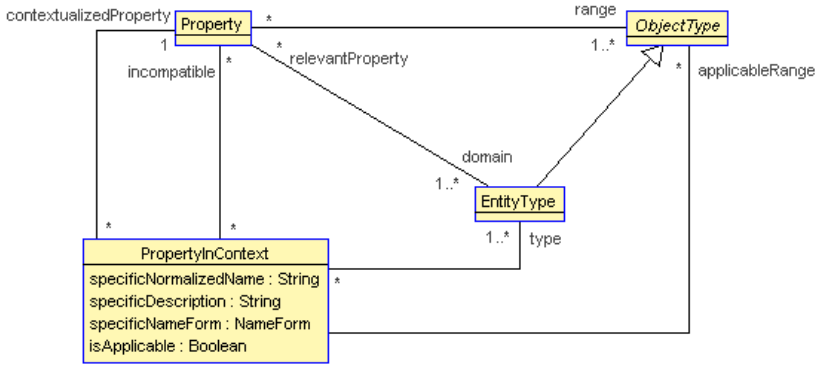 contextualizedProperty
Property
*
range
ObjectType
1
*
1..*
incompatible
*
relevantProperty
*
applicableRange
domain
1..*
EntityType
*
*
1..*
type
PropertyInContext
*
specificNormalizedName : String
specificDescription : String
specificNameForm : NameForm
isApplicable : Boolean